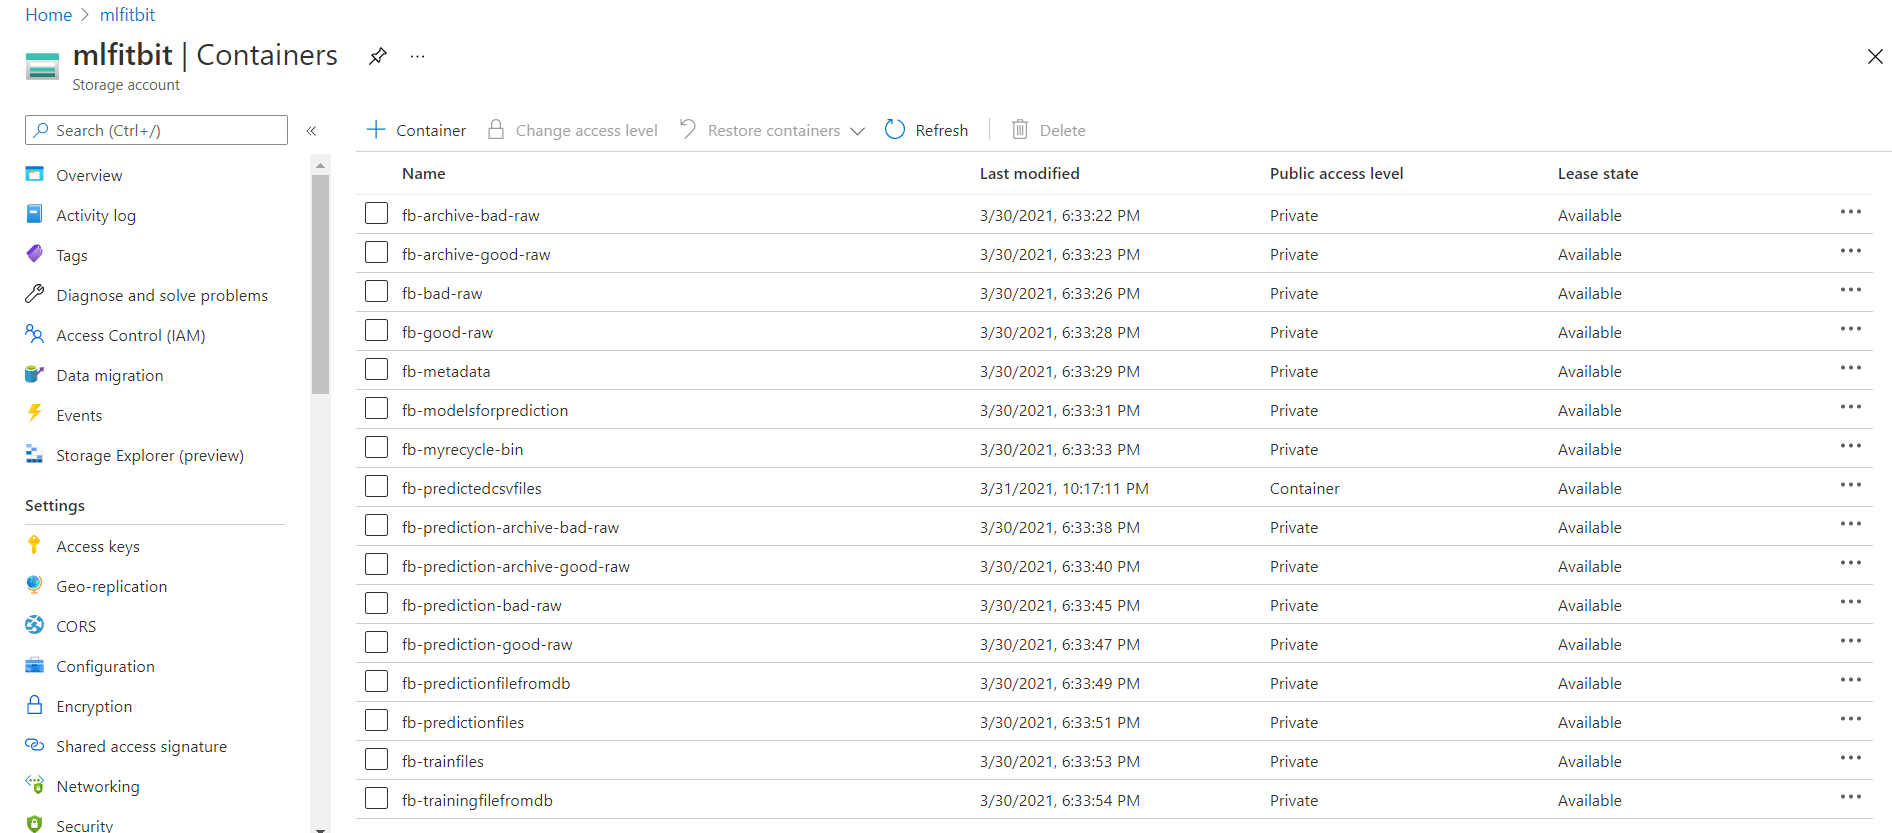 Home > mlfitbit
mlfitbit | Containers ...
Storage account
Search (Ctrl+/) «
Overview
Activity log
Tags
Diagnose and solve problems
Access Control (IAM)
Data migration
Events
Storage Explorer (preview)
Settings
Access keys
Geo-replication
CORS
Configuration
Encryption
Shared access signature
Networking
Security
+ Container Change access level Restore containers Refresh | Delete
Name Last modified Public access level Lease state
fb-archive-bad-raw 3/30/2021, 6:33:22 PM Private Available ...
fb-archive-good-raw 3/30/2021, 6:33:23 PM Private Available ...
fb-bad-raw 3/30/2021, 6:33:26 PM Private Available ...
fb-good-raw 3/30/2021, 6:33:28 PM Private Available ...
fb-metadata 3/30/2021, 6:33:29 PM Private Available ...
fb-modelsforprediction 3/30/2021, 6:33:31 PM Private Available ...
fb-myrecycle-bin 3/30/2021, 6:33:33 PM Private Available ...
fb-predictedcsvfiles 3/31/2021, 10:17:11 PM Container Available ...
fb-prediction-archive-bad-raw 3/30/2021, 6:33:38 PM Private Available ...
fb-prediction-archive-good-raw 3/30/2021, 6:33:40 PM Private Available ...
fb-prediction-bad-raw 3/30/2021, 6:33:45 PM Private Available ...
fb-prediction-good-raw 3/30/2021, 6:33:47 PM Private Available ...
fb-predictionfilefromdb 3/30/2021, 6:33:49 PM Private Available ...
fb-predictionfiles 3/30/2021, 6:33:51 PM Private Available ...
fb-trainfiles 3/30/2021, 6:33:53 PM Private Available ...
fb-trainingfilefromdb 3/30/2021, 6:33:54 PM Private Available ...